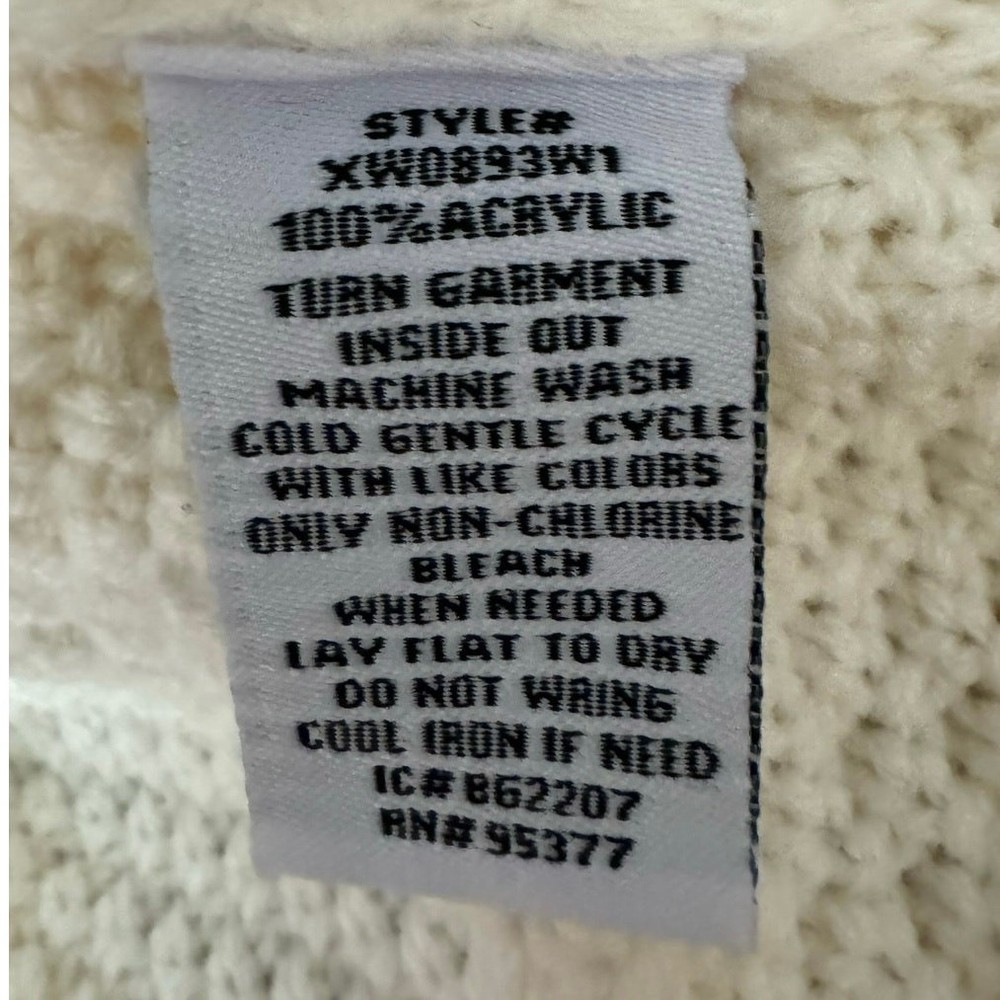 STYLE#
XW0893W1
100%ACRYLIC
TURN GARMENT
INSIDE OUT
MACHINE WASH
COLD GENTLE CYCLE
WITH LIKE COLORS
ONLY NON-CHLORINE
BLEACH
WHEN NEEDED
LAY FLAT TO DRY
DO NOT WRING
COOL IRON IF NEED
IC# 862207
RN# 95377